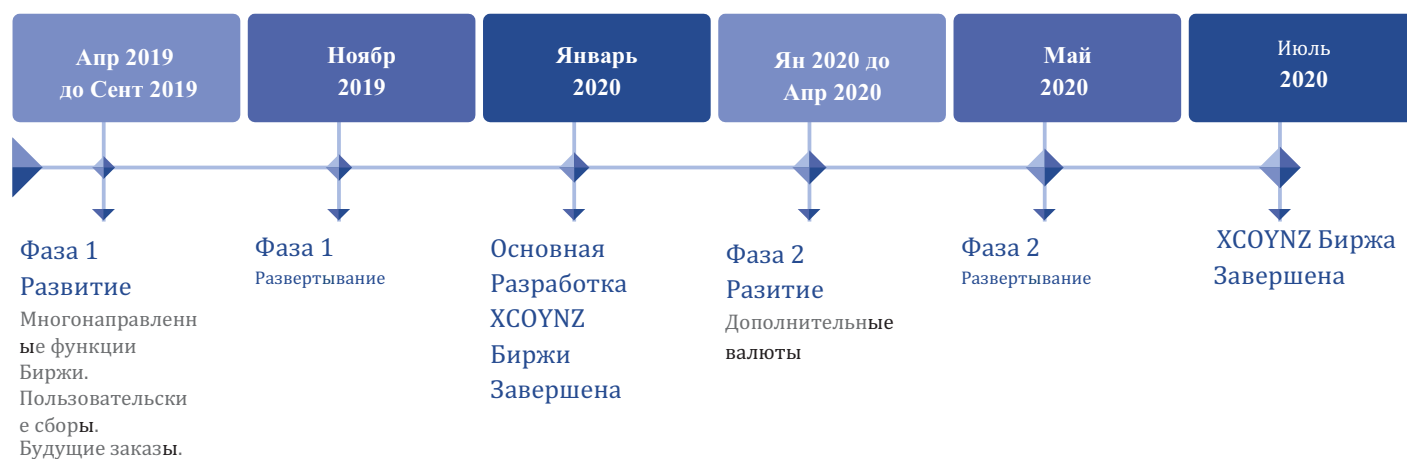 Апр 2019
до Сент 2019
Ноябр
2019
Январь
2020
Ян 2020 до
Апр 2020
Май
2020
Июль
2020
Фаза 1
Развитие
Многонаправленн
ые функции
Биржи.
Пользовательски
е сборы.
Будущие заказы.
Фаза 1
Развертывание
Основная
Разработка
XCOYNZ
Биржи
Завершена
Фаза 2
Разитие
Дополнительные
валюты
Фаза 2
Развертывание
XCOYNZ Биржа
Завершена